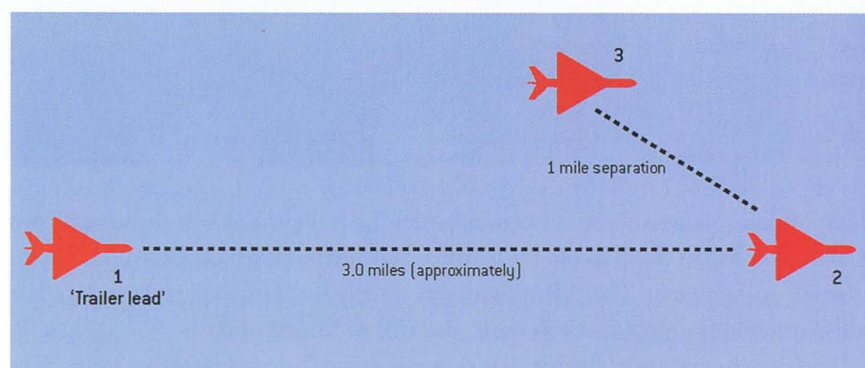 3
1 mile separation
1
'Trailer lead'
3.0 miles (approximately)
2